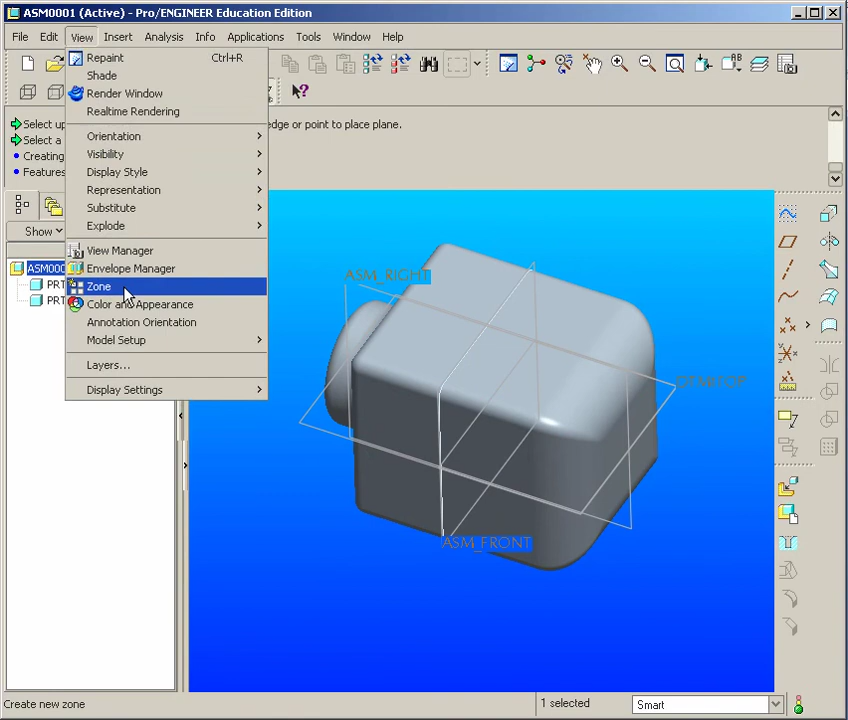 ASM0001 (Active) - Pro/ENGINEER Education Edition
File Edit View Insert Analysis Info Applications Tools Window Help
Repaint Ctrl+R
Shade
Render Window
Realtime Rendering
Select up
edge or point to place plane.
Select a
Creating
Features
Orientation
Visibility
Display Style
Representation
Substitute
Explode
Show
View Manager
Envelope Manager
Zone
Color and Appearance
Annotation Orientation
Model Setup
Layers...
Display Settings
ASM000
PRT
PRT
ASM_RIGHT
ASM_FRONT
Create new zone
1 selected
Smart